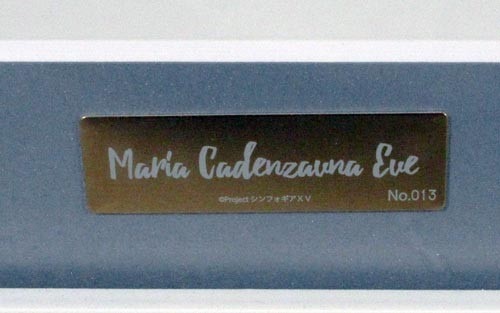 Maria Cadenzavna Eve
No.013
©Project シンフォギアＸＶ